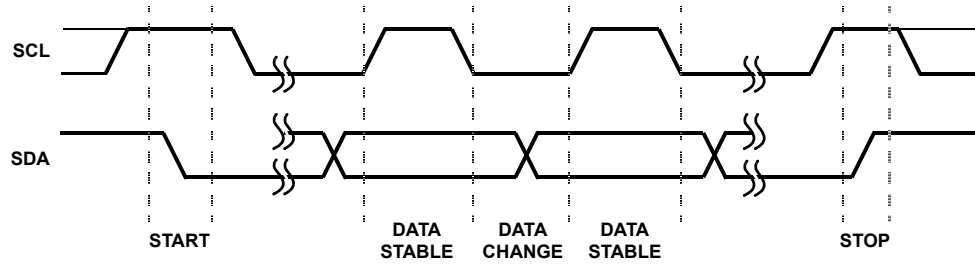 SCL
SDA
START
DATA
STABLE
DATA
CHANGE
DATA
STABLE
STOP